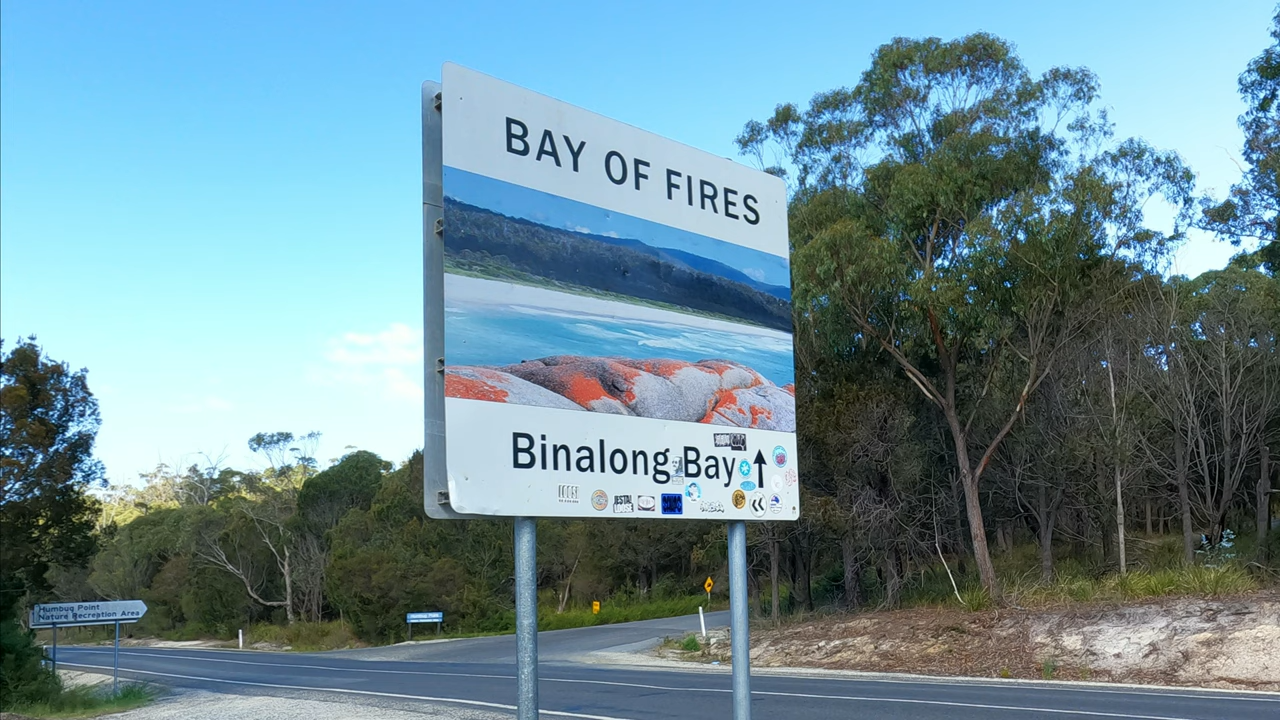 BAY OF FIRES
Binalong Bay
Humbug Point
Nature Recreation Area